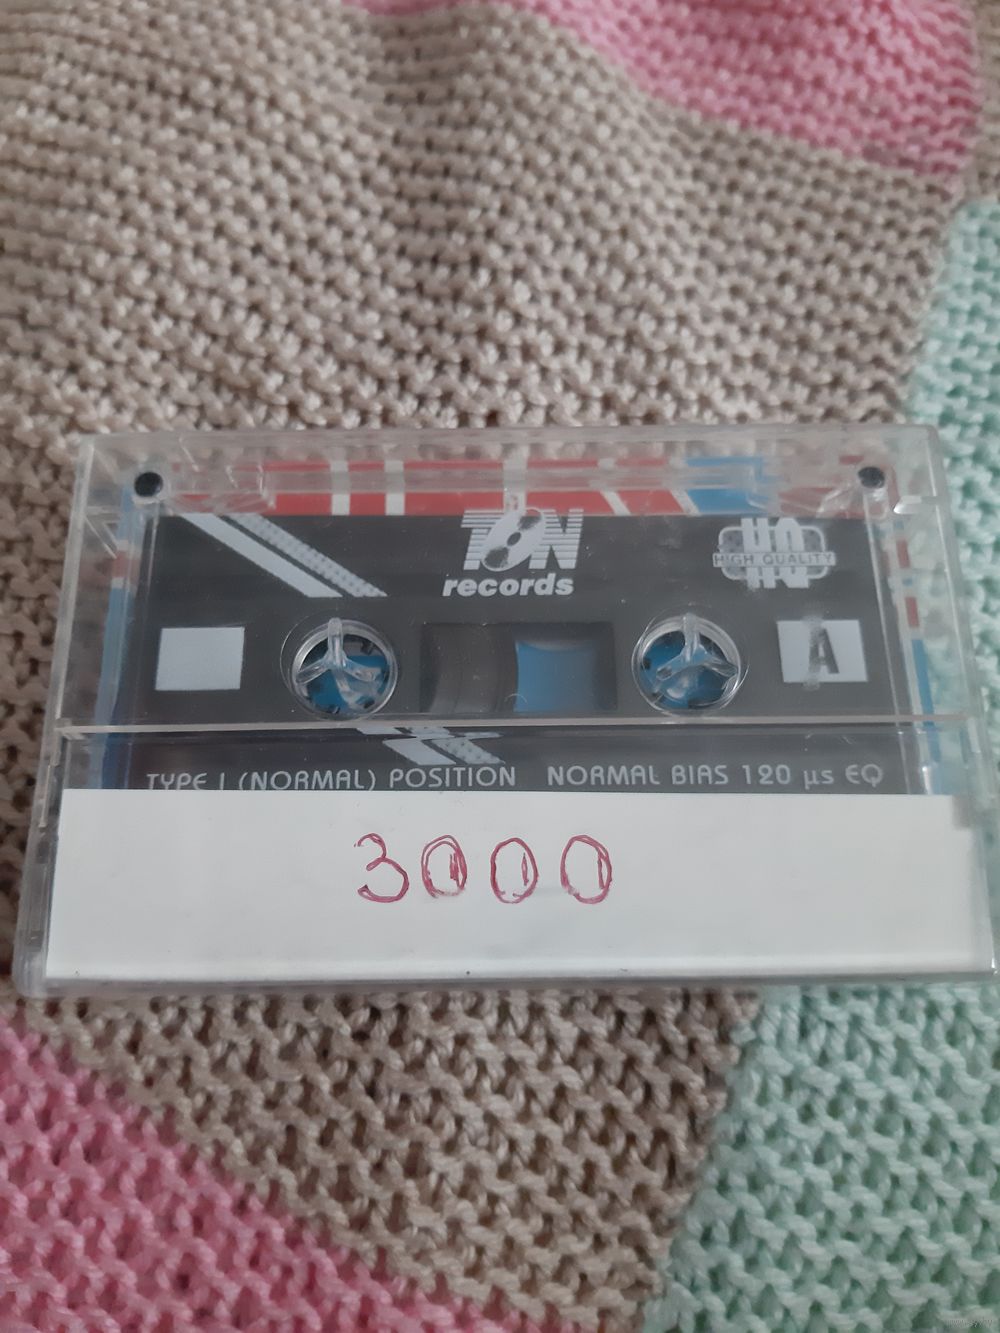 TON
records
HQ
HIGH QUALITY
A
TYPE I (NORMAL) POSITION NORMAL BIAS 120 µs EQ
3000